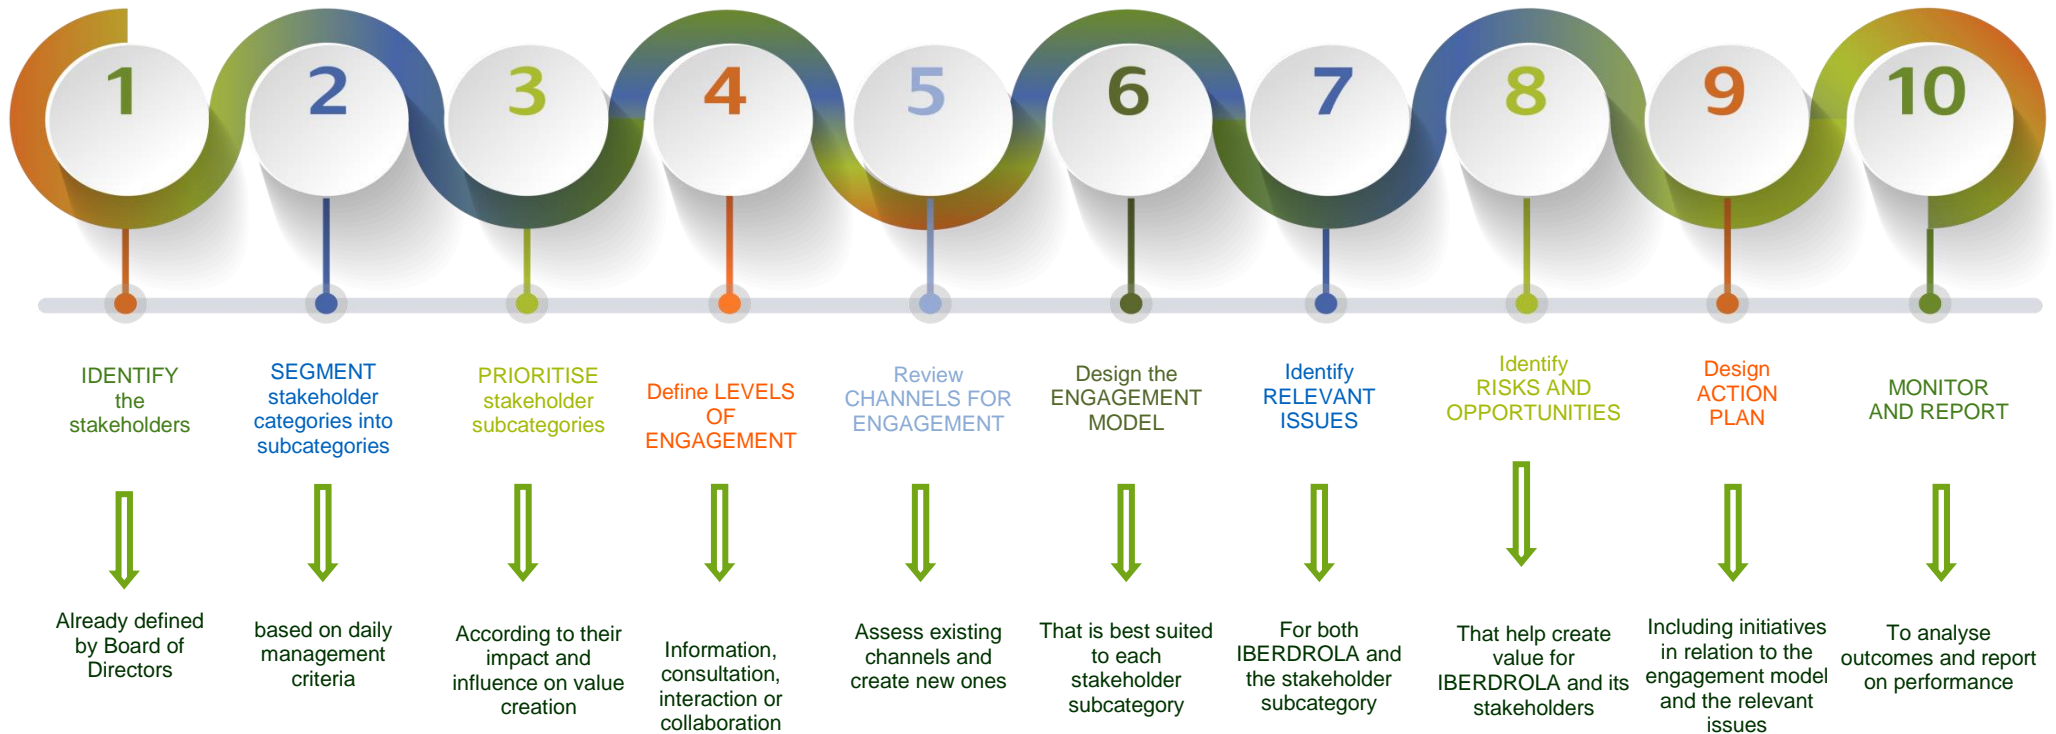 1
2
3
4
5
6
7
8
9
10
IDENTIFY
the
stakeholders
SEGMENT
stakeholder
categories into
subcategories
PRIORITISE
stakeholder
subcategories
Define LEVELS
OF
ENGAGEMENT
Review
CHANNELS FOR
ENGAGEMENT
Design the
ENGAGEMENT
MODEL
Identify
RELEVANT
ISSUES
Identify
RISKS AND
OPPORTUNITIES
Design
ACTION
PLAN
MONITOR
AND REPORT
Already defined
by Board of
Directors
based on daily
management
criteria
According to their
impact and
influence on value
creation
Information,
consultation,
interaction or
collaboration
Assess existing
channels and
create new ones
That is best suited
to each
stakeholder
subcategory
For both
IBERDROLA and
the stakeholder
subcategory
That help create
value for
IBERDROLA and its
stakeholders
Including initiatives
in relation to the
engagement model
and the relevant
issues
To analyse
outcomes and report
on performance